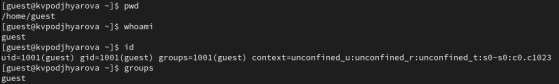 [guest@kvpodjhyarova ~]$ pwd
/home/guest
[guest@kvpodjhyarova ~]$ whoami
guest
[guest@kvpodjhyarova ~]$ id
uid=1001(guest) gid=1001(guest) groups=1001(guest) context=unconfined_u:unconfined_r:unconfined_t:s0-s0:c0.c1023
[guest@kvpodjhyarova ~]$ groups
guest